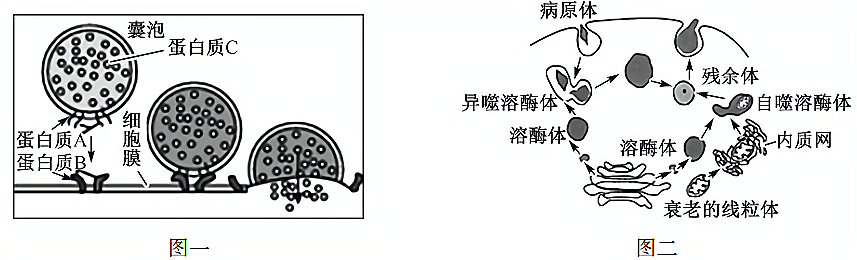 囊泡
蛋白质C
蛋白质A
蛋白质B
细胞膜
图一
病原体
异噬溶酶体
溶酶体
残余体
自噬溶酶体
溶酶体
内质网
衰老的线粒体
图二